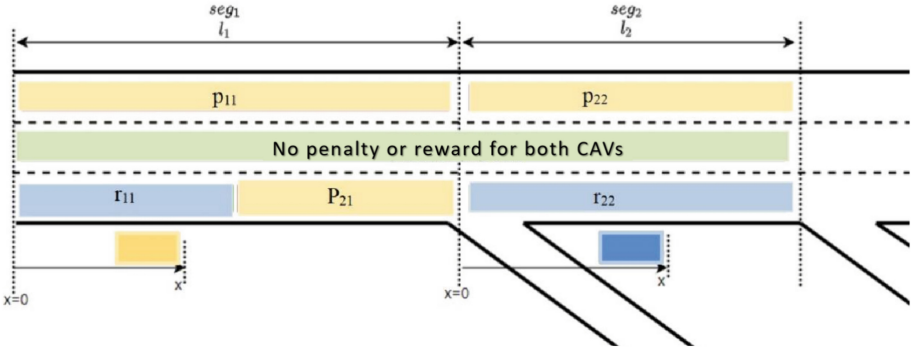 seg₁ seg₂
l₁ l₂
p₁₁ p₂₂
No penalty or reward for both CAVs
r₁₁ P₂₁ r₂₂
x x
x=0 x=0